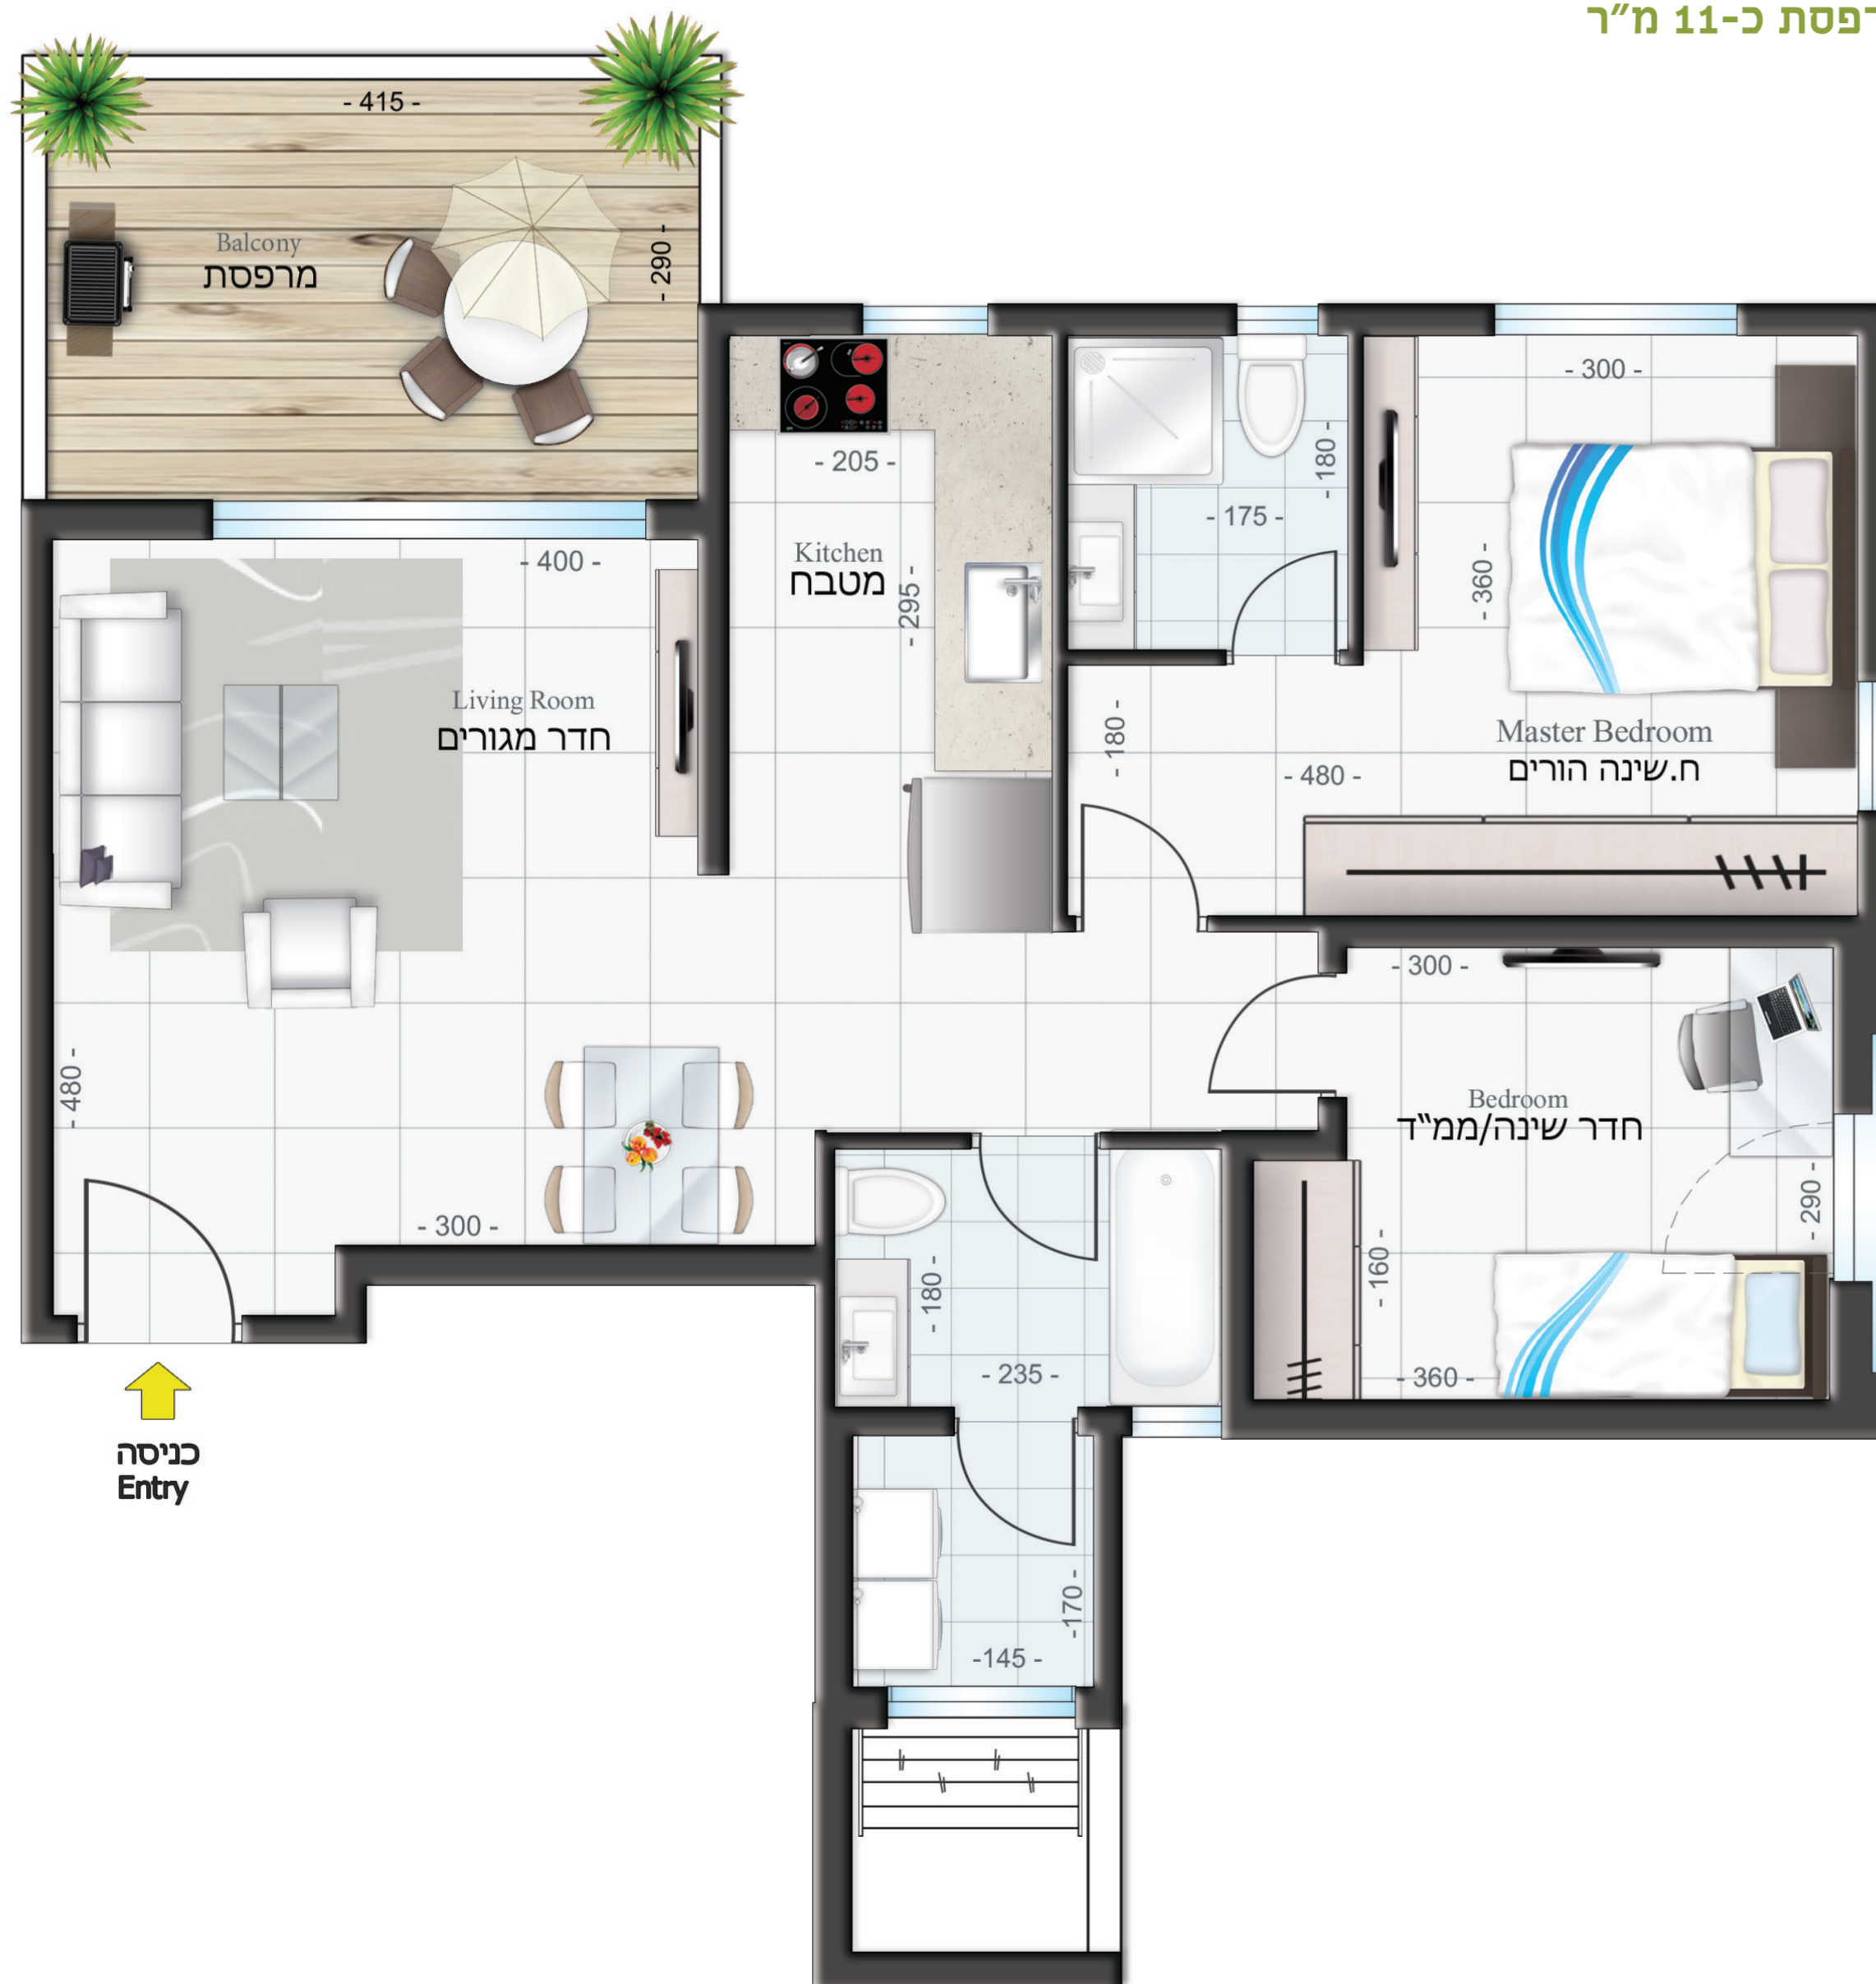 רפסת כ-11 מ״ר
- 415 -
Balcony
מרפסת
- 290 -
- 300 -
- 205 -
- 180 -
- 175 -
Kitchen
מטבח
- 400 -
- 295 -
- 360 -
Living Room
חדר מגורים
- 180 -
Master Bedroom
ח.שינה הורים
- 480 -
- 300 -
- 480 -
Bedroom
חדר שינה/ממ"ד
- 290 -
- 300 -
- 160 -
- 180 -
- 235 -
- 360 -
כניסה
Entry
-170 -
-145 -